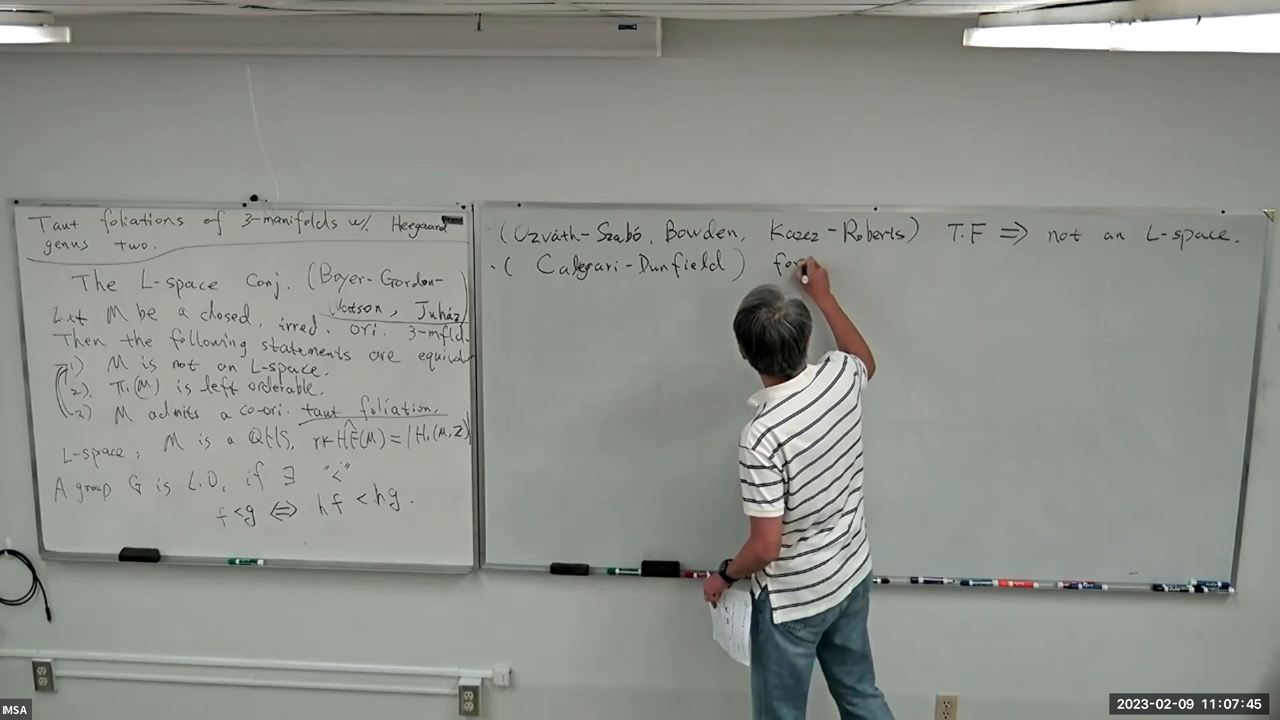 Taut foliations of 3-manifolds w/. Heegaard
genus two.
The L-space Conj. (Boyer-Gordon-
Watson, Juház)
Let M be a closed, irred. ori. 3-mfld.
Then the following statements are equival
1) M is not an L-space.
2). π₁(M) is left orderable.
3) M admits a co-ori. taut foliation.
L-space, M is a QHS, rk HF̂(M) = |H₁(M,Z)|
A group G is L.O, if ∃ "<"
f<g ⇔ hf < hg.
(Ozváth-Szabó, Bowden, Kazez-Roberts) T.F ⇒ not an L-space.
·( Calegari-Dunfield) for
IMSA
2023-02-09 11:07:45